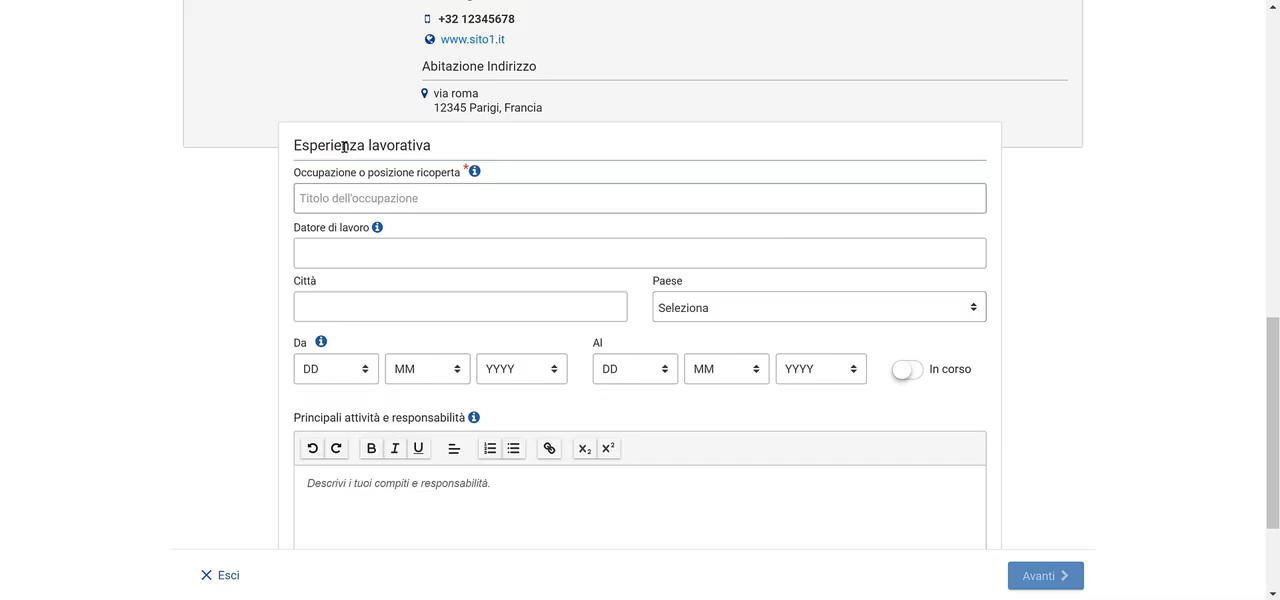 +32 12345678
www.sito1.it
Abitazione Indirizzo
via roma
12345 Parigi, Francia
Esperienza lavorativa
Occupazione o posizione ricoperta *
Titolo dell'occupazione
Datore di lavoro
Città Paese
Seleziona
Da Al
DD MM YYYY DD MM YYYY In corso
Principali attività e responsabilità
B I U X₂ X²
Descrivi i tuoi compiti e responsabilità.
Esci Avanti